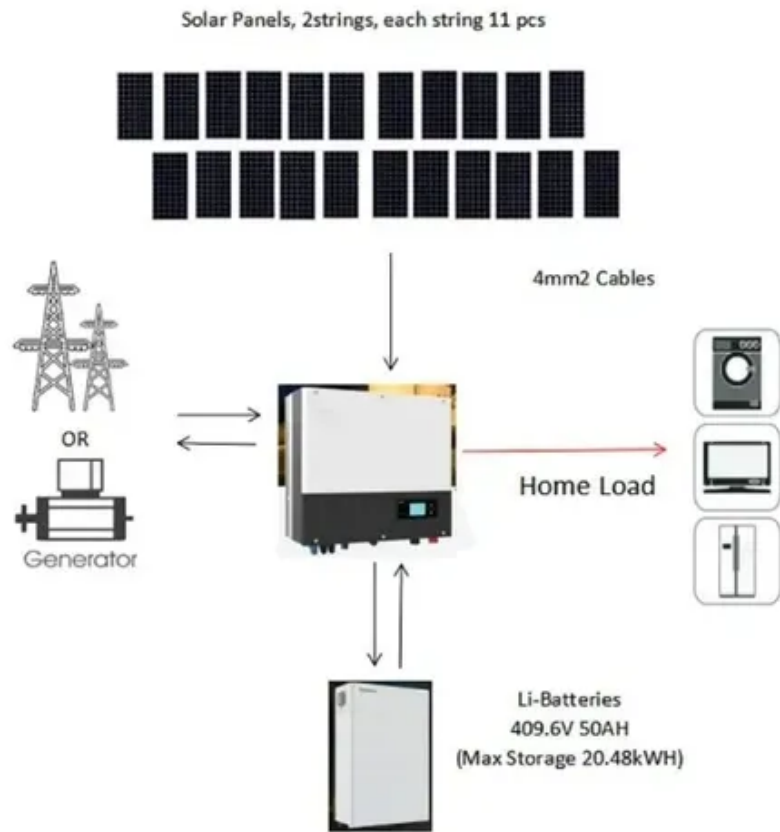 Solar Panels, 2strings, each string 11 pcs
4mm2 Cables
OR
Generator
Home Load
Li-Batteries
409.6V 50AH
(Max Storage 20.48kWH)